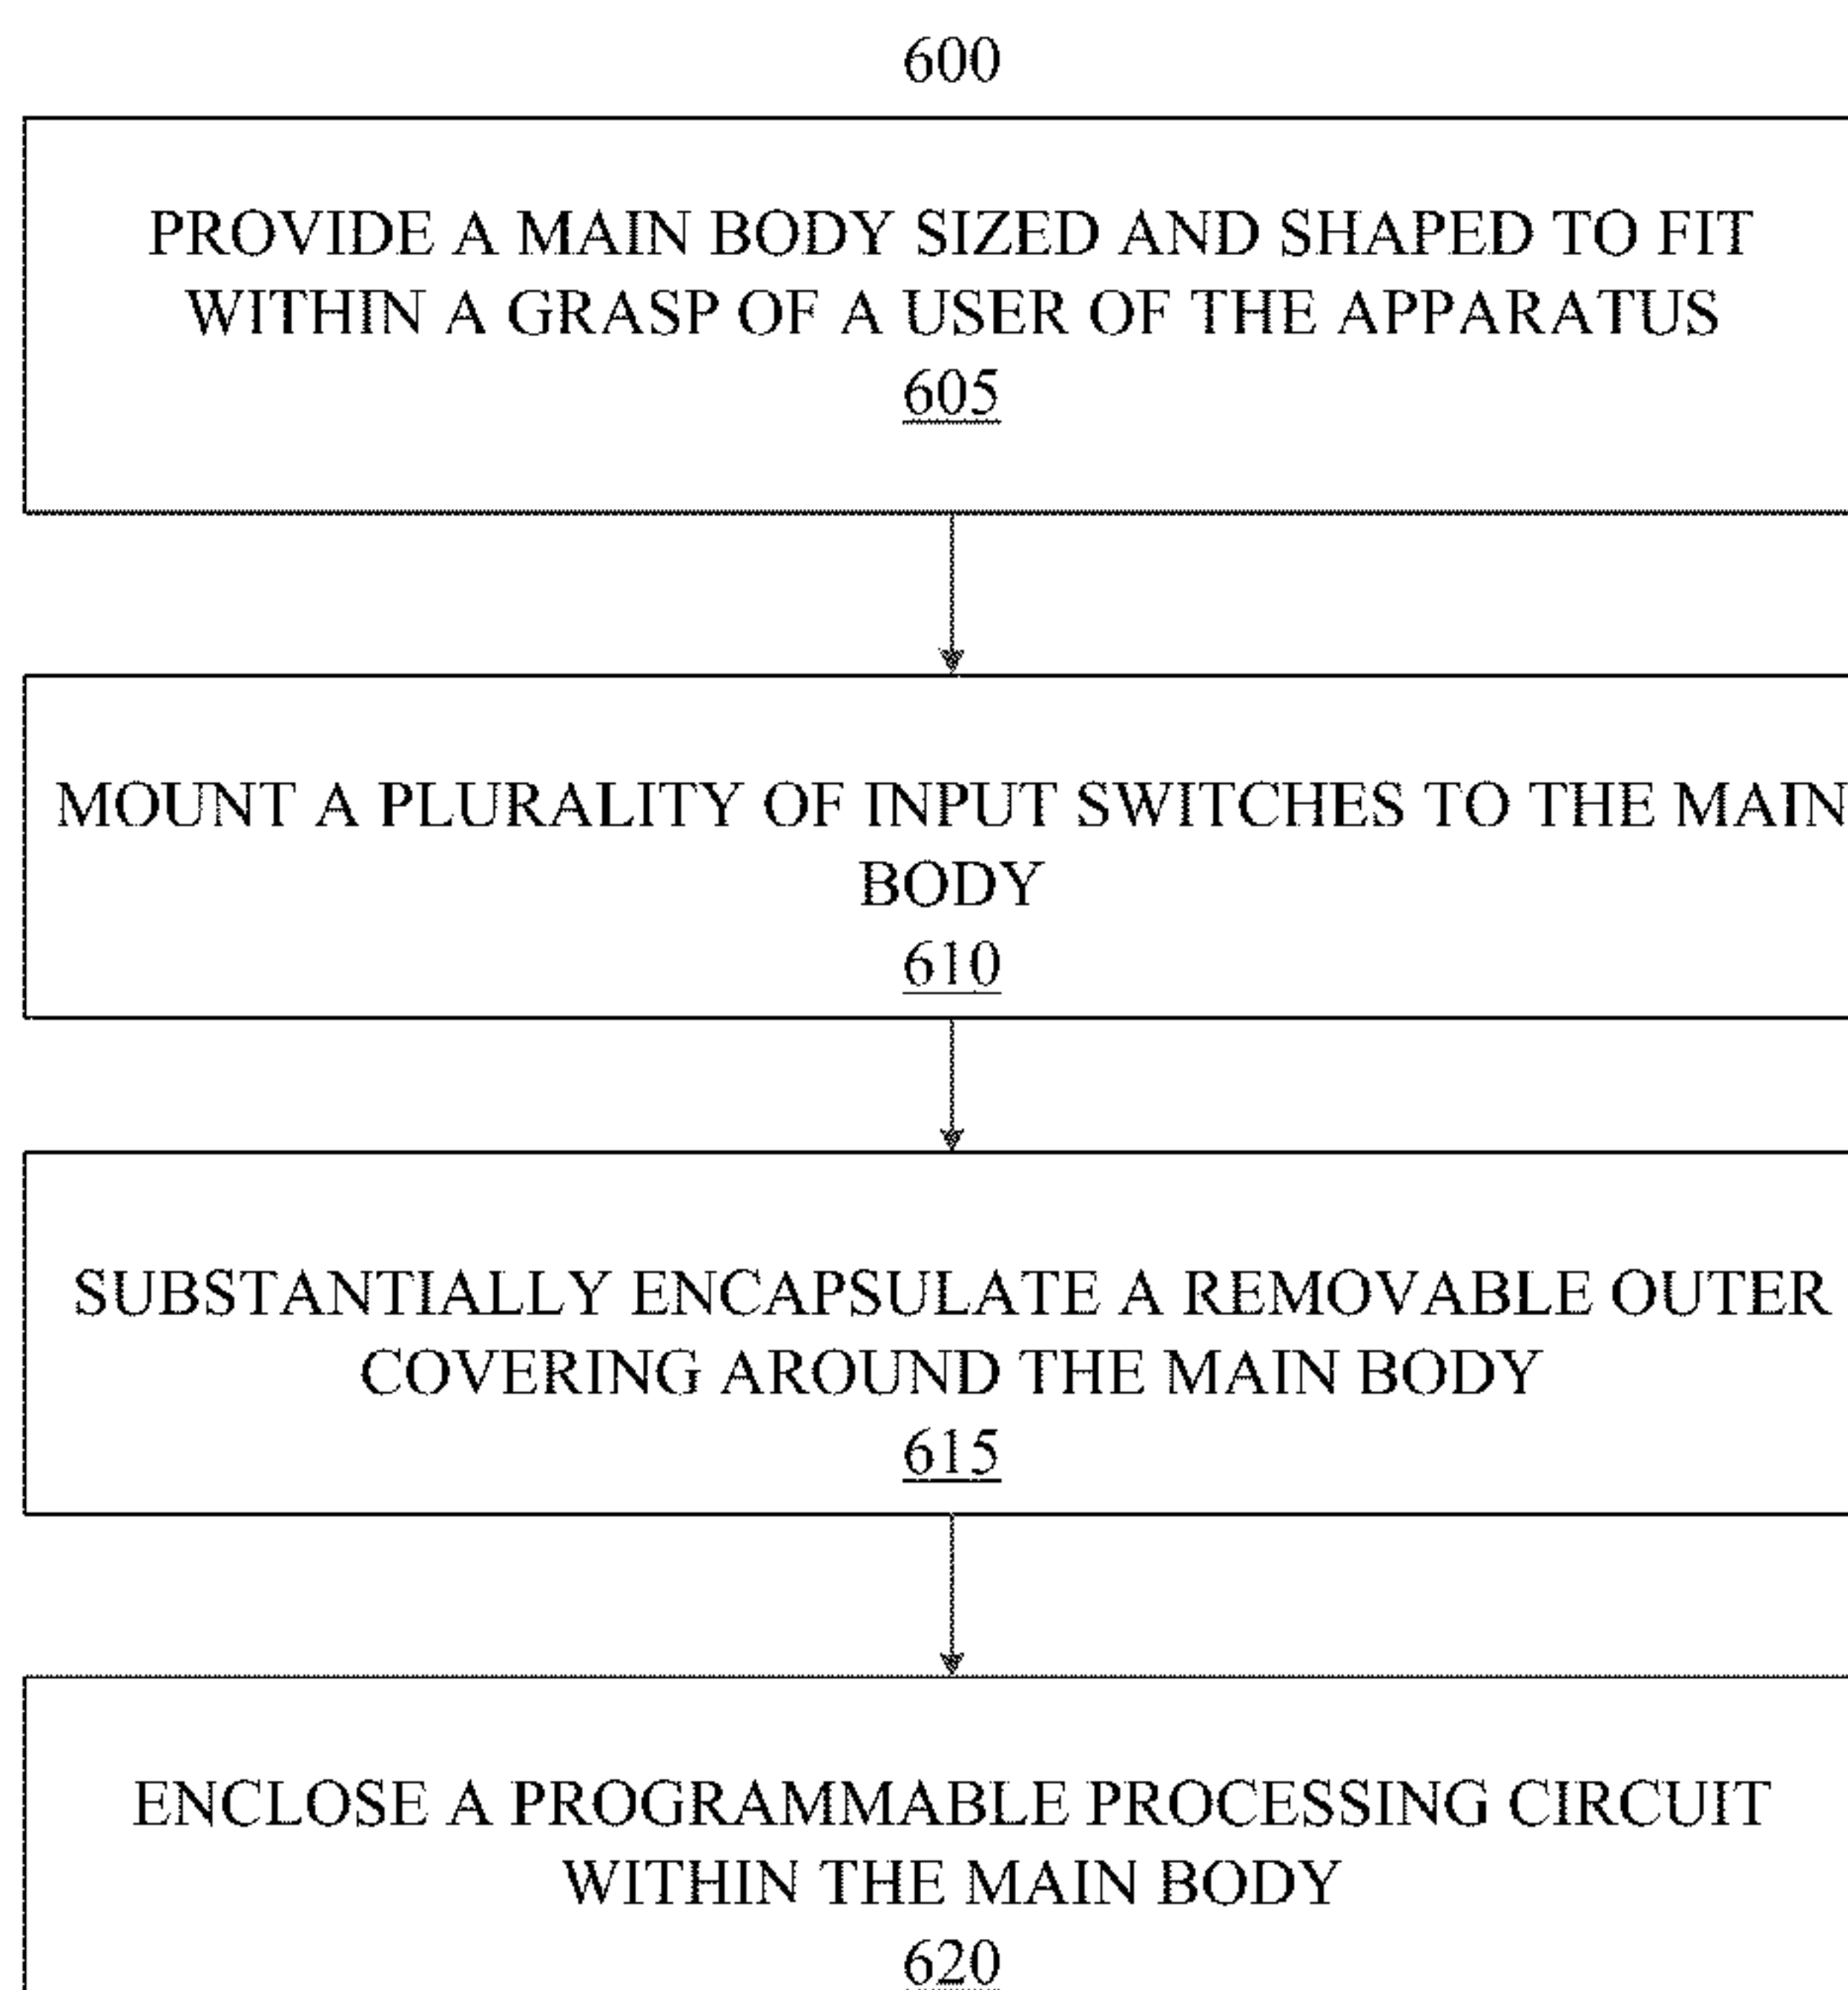 600
PROVIDE A MAIN BODY SIZED AND SHAPED TO FIT
WITHIN A GRASP OF A USER OF THE APPARATUS
605
MOUNT A PLURALITY OF INPUT SWITCHES TO THE MAIN
BODY
610
SUBSTANTIALLY ENCAPSULATE A REMOVABLE OUTER
COVERING AROUND THE MAIN BODY
615
ENCLOSE A PROGRAMMABLE PROCESSING CIRCUIT
WITHIN THE MAIN BODY
620